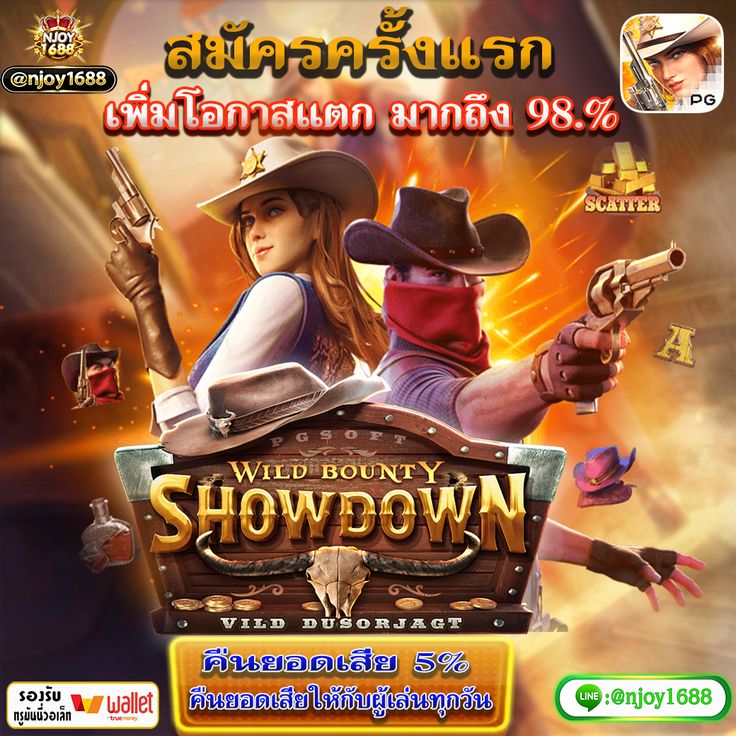 NJOY
1688
@njoy1688
สมัครครั้งแรก
เพิ่มโอกาสแตก มากถึง 98.%
PG
SCATTER
A
PGSOFT
WILD BOUNTY
SHOWDOWN
VILD DUSORJAGT
คืนยอดเสีย 5%
คืนยอดเสียให้กับผู้เล่นทุกวัน
รองรับ
ทรูมันนี่วอเล็ท
wallet
by truemoney
LINE :@njoy1688